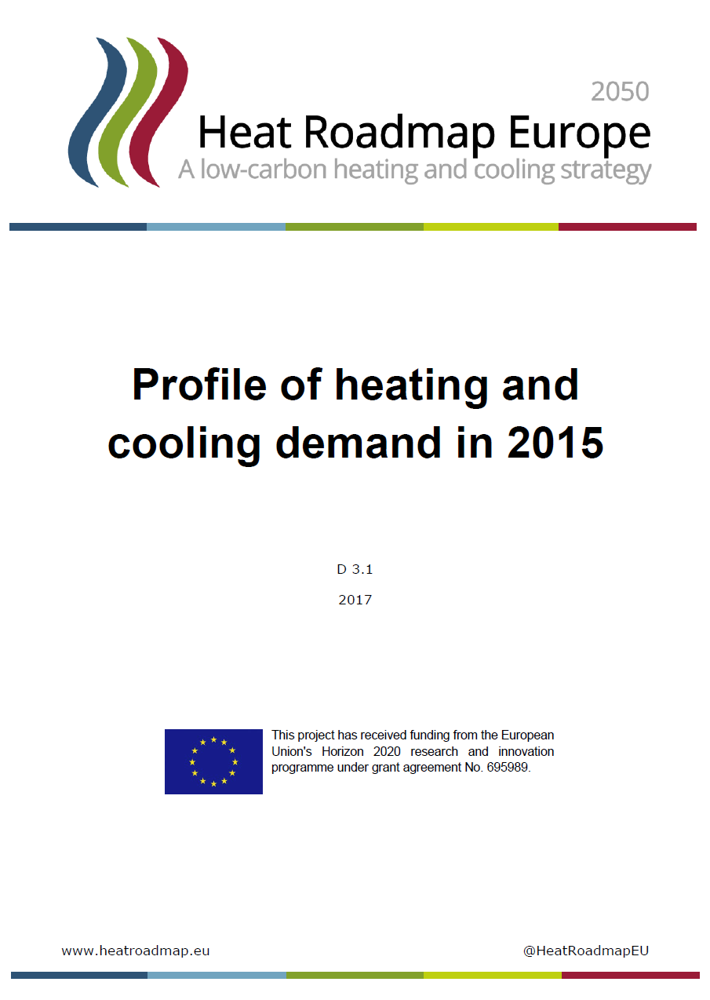 2050
Heat Roadmap Europe
A low-carbon heating and cooling strategy
Profile of heating and
cooling demand in 2015
D 3.1
2017
This project has received funding from the European
Union's Horizon 2020 research and innovation
programme under grant agreement No. 695989.
www.heatroadmap.eu
@HeatRoadmapEU